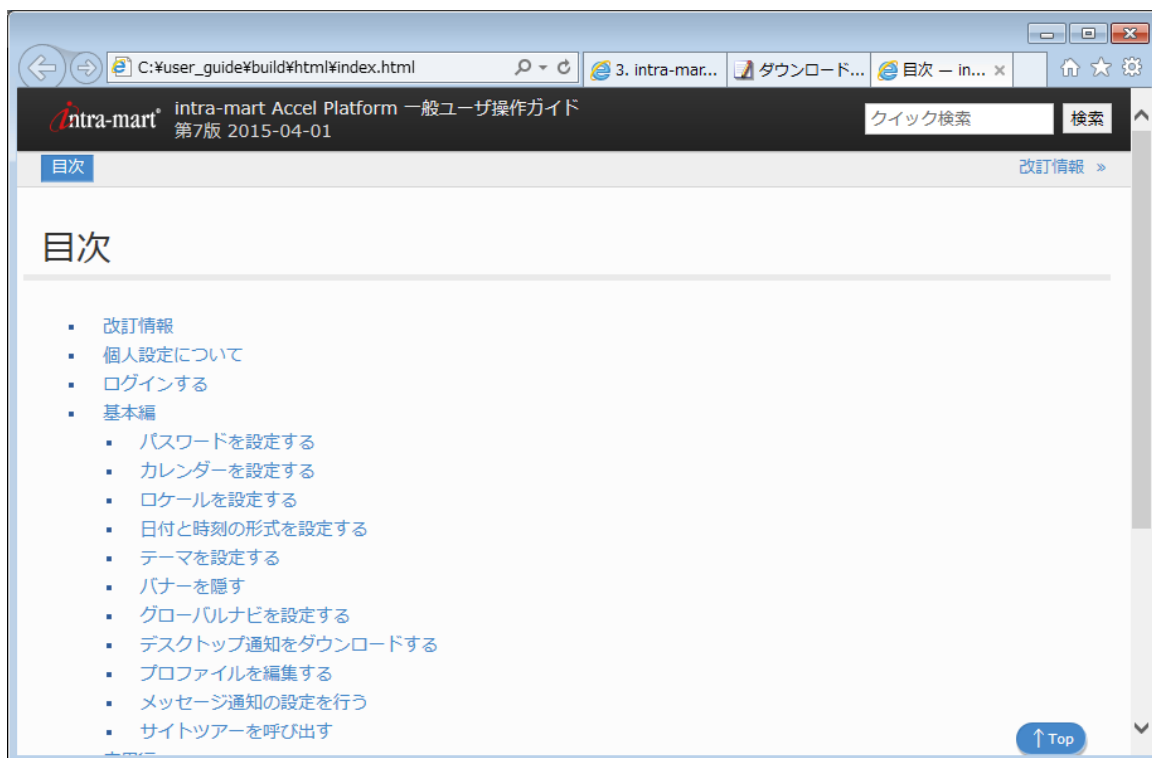 C:¥user_guide¥build¥html¥index.html
3. intra-mar...
ダウンロード...
目次 — in...
intra-mart
intra-mart Accel Platform 一般ユーザ操作ガイド
第7版 2015-04-01
クイック検索
検索
目次
改訂情報 »
目次
改訂情報
個人設定について
ログインする
基本編
パスワードを設定する
カレンダーを設定する
ロケールを設定する
日付と時刻の形式を設定する
テーマを設定する
バナーを隠す
グローバルナビを設定する
デスクトップ通知をダウンロードする
プロファイルを編集する
メッセージ通知の設定を行う
サイトツアーを呼び出す
↑ Top